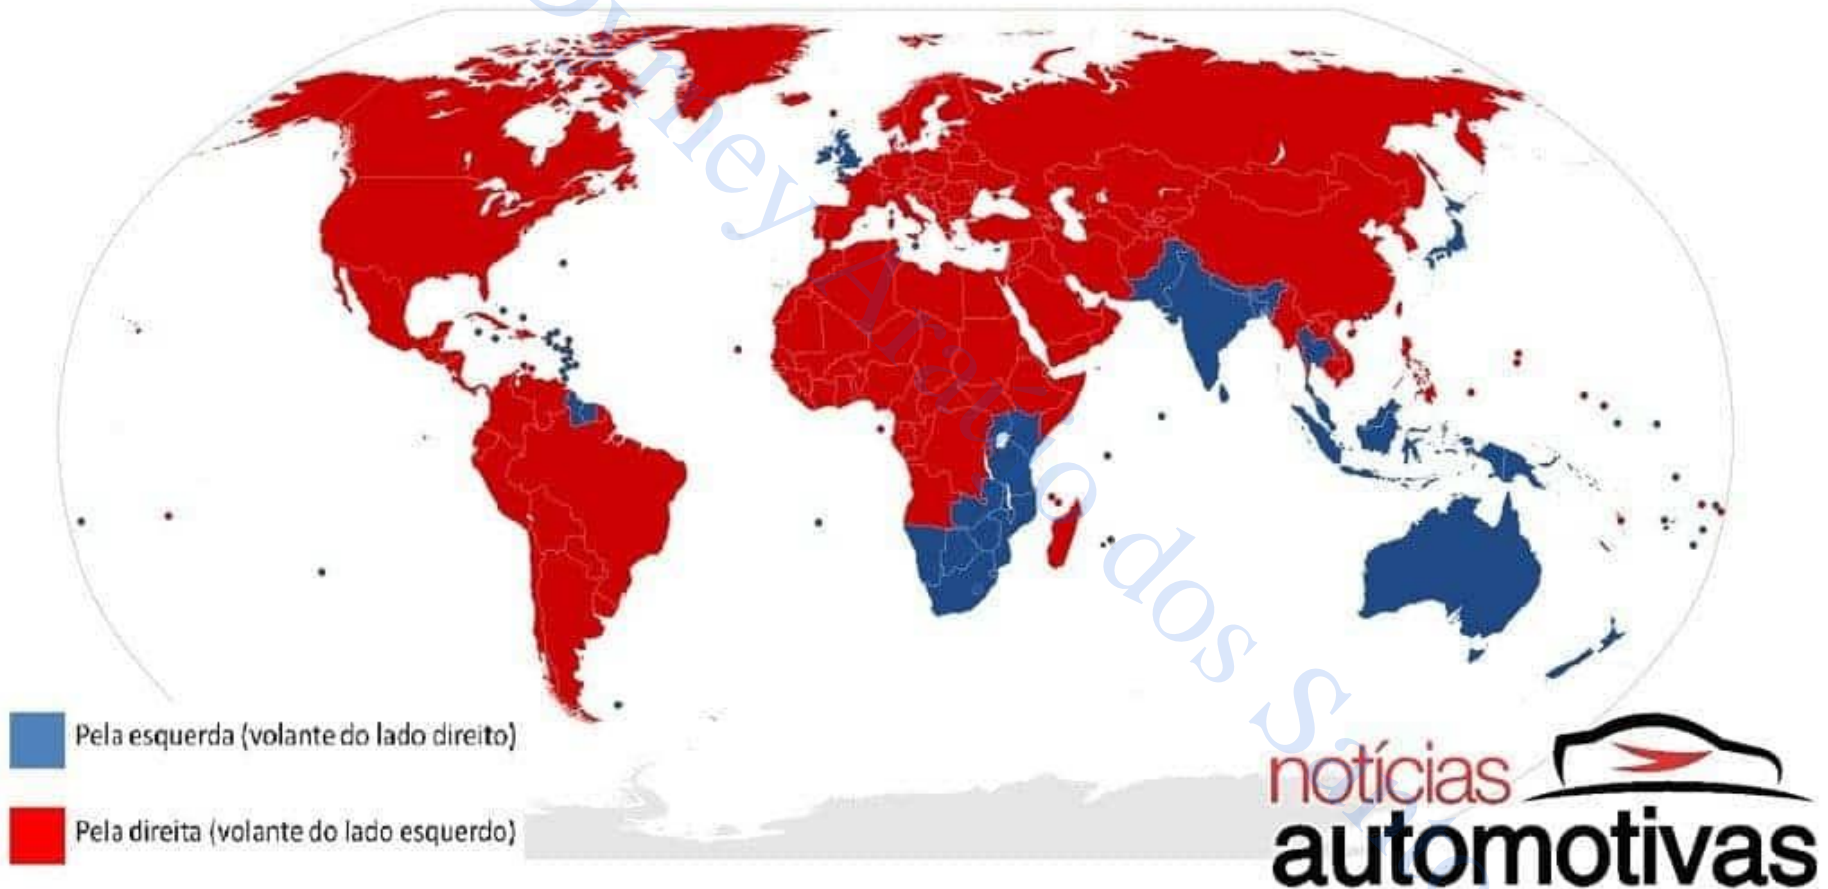 Pela esquerda (volante do lado direito)
Pela direita (volante do lado esquerdo)
notícias
automotivas